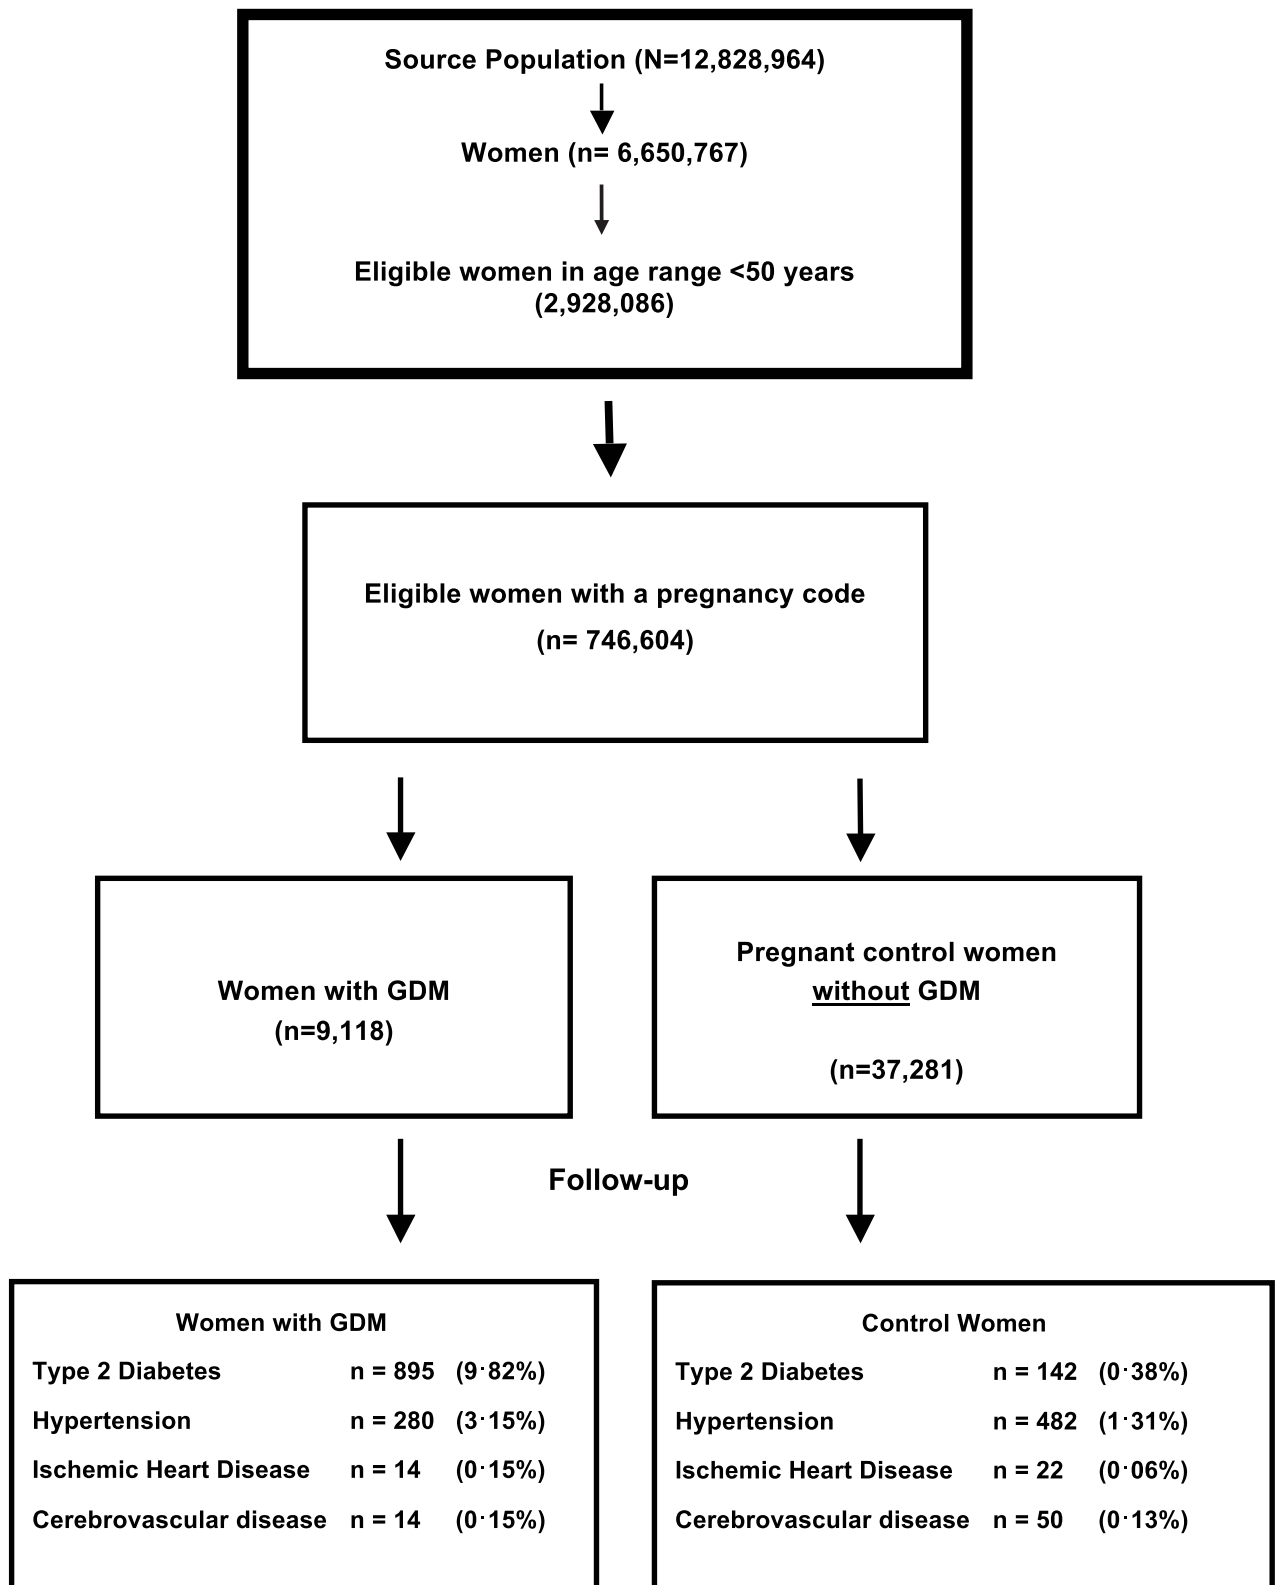 Source Population (N=12,828,964)
Women (n= 6,650,767)
Eligible women in age range <50 years
(2,928,086)
Eligible women with a pregnancy code
(n= 746,604)
Women with GDM
(n=9,118)
Pregnant control women
without GDM
(n=37,281)
Follow-up
Women with GDM
Type 2 Diabetes n = 895 (9·82%)
Hypertension n = 280 (3·15%)
Ischemic Heart Disease n = 14 (0·15%)
Cerebrovascular disease n = 14 (0·15%)
Control Women
Type 2 Diabetes n = 142 (0·38%)
Hypertension n = 482 (1·31%)
Ischemic Heart Disease n = 22 (0·06%)
Cerebrovascular disease n = 50 (0·13%)